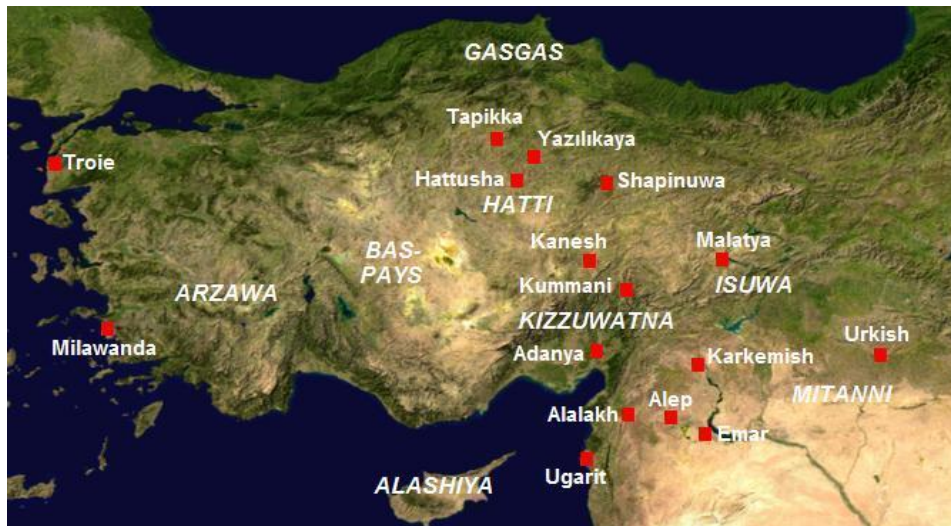 GASGAS
Tapikka
Yazılıkaya
Troie
Hattusha
Shapinuwa
HATTI
Kanesh
Malatya
BAS-
PAYS
ARZAWA
Kummani
ISUWA
KIZZUWATNA
Milawanda
Adanya
Karkemish
Urkish
MITANNI
Alalakh
Alep
Emar
Ugarit
ALASHIYA